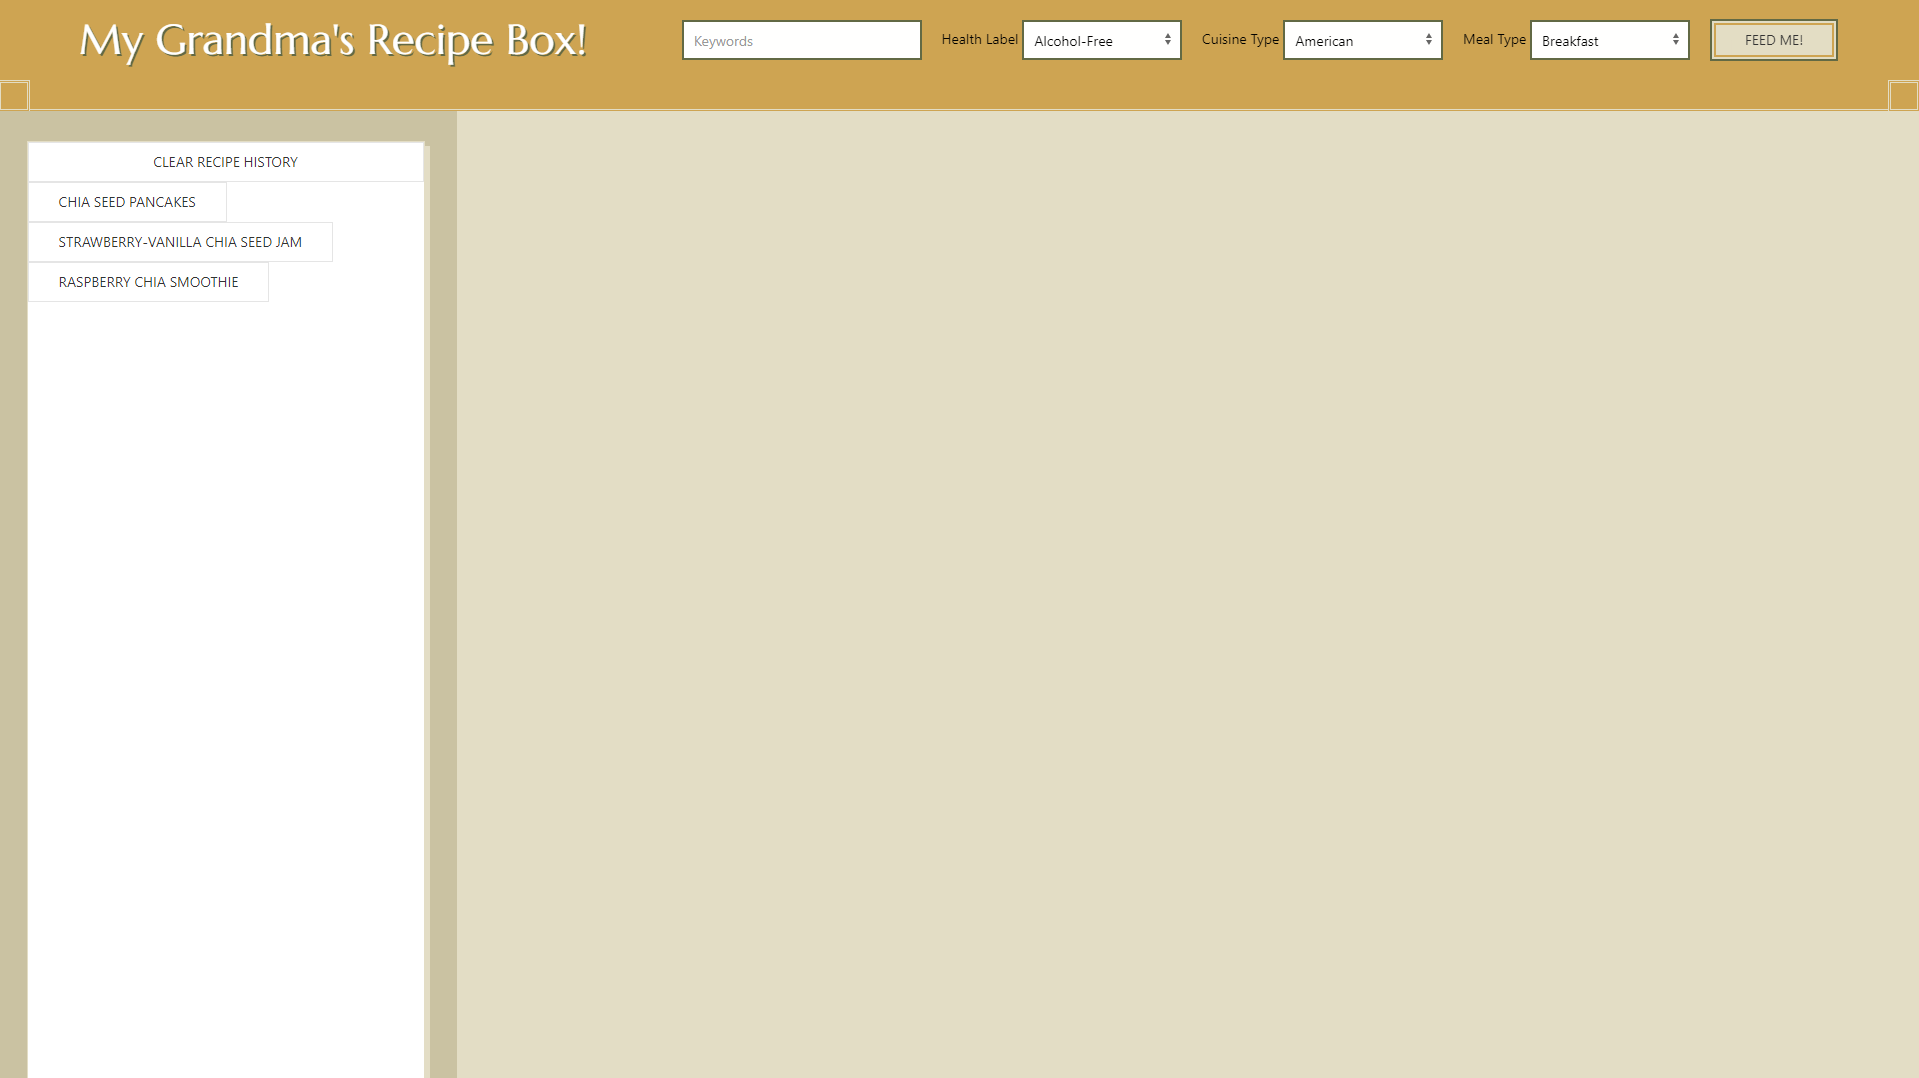 My Grandma's Recipe Box!
Keywords
Health Label Alcohol-Free
Cuisine Type American
Meal Type Breakfast
FEED ME!
CLEAR RECIPE HISTORY
CHIA SEED PANCAKES
STRAWBERRY-VANILLA CHIA SEED JAM
RASPBERRY CHIA SMOOTHIE